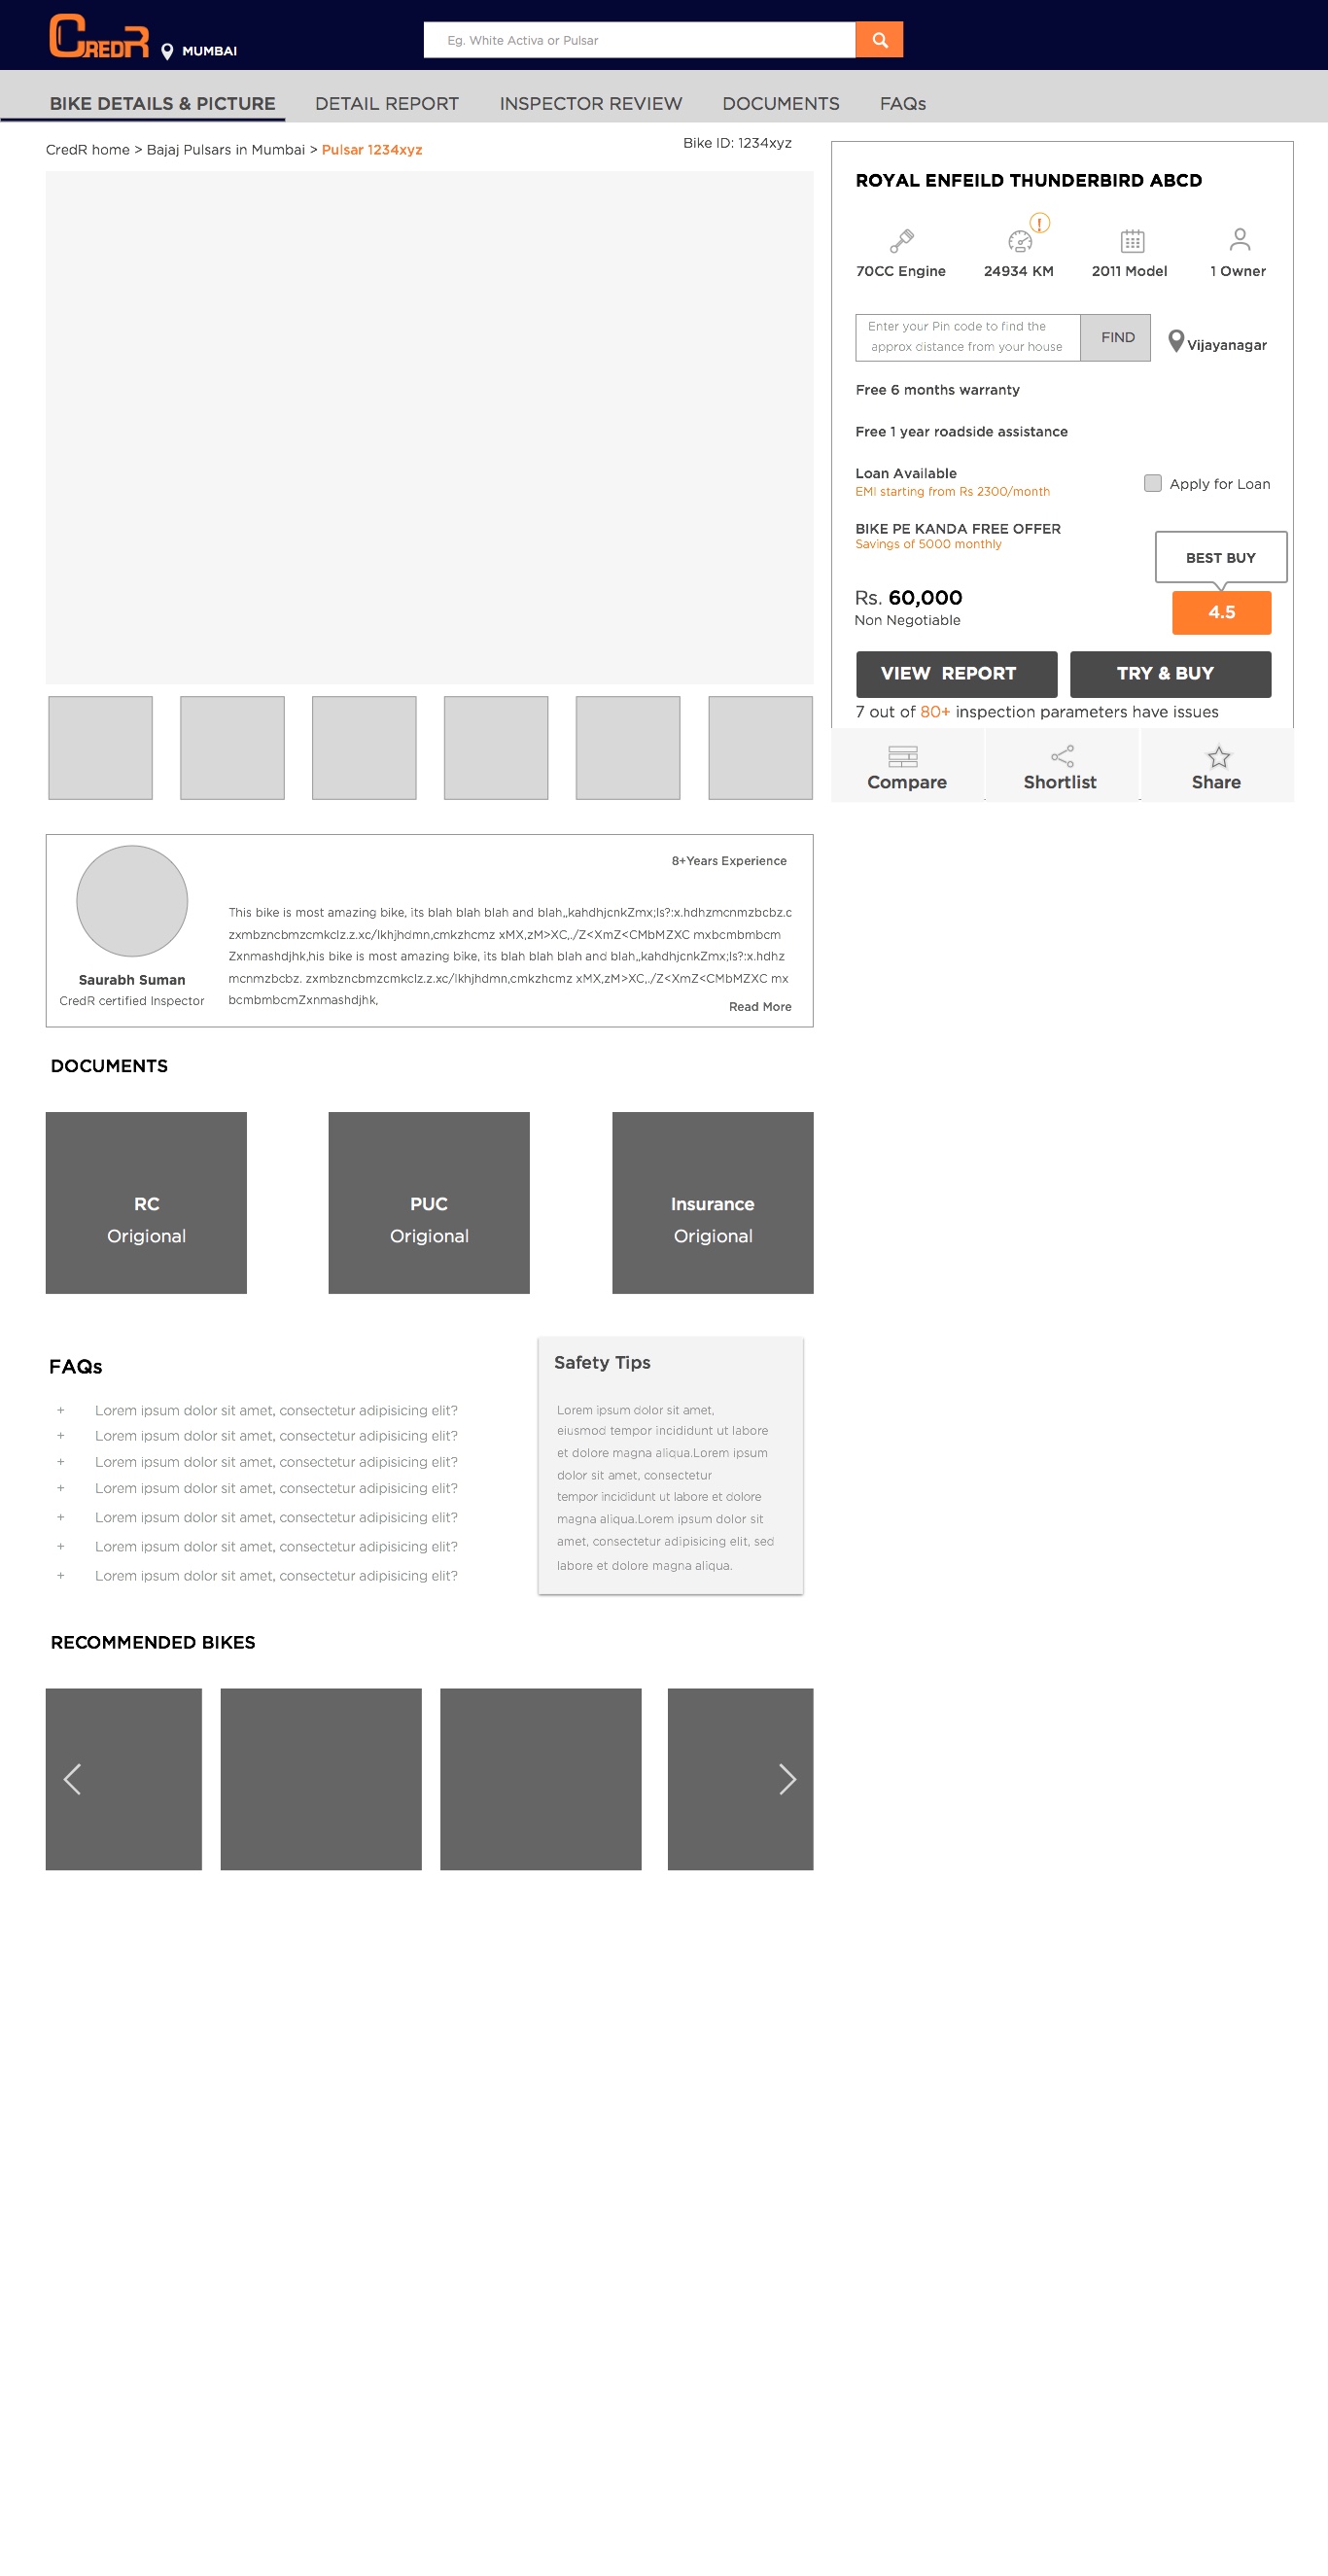 CREDR
MUMBAI
Eg. White Activa or Pulsar
BIKE DETAILS & PICTURE
DETAIL REPORT
INSPECTOR REVIEW
DOCUMENTS
FAQs
CredR home > Bajaj Pulsars in Mumbai > Pulsar 1234xyz
Bike ID: 1234xyz
ROYAL ENFEILD THUNDERBIRD ABCD
!
70CC Engine
24934 KM
2011 Model
1 Owner
Enter your Pin code to find the
approx distance from your house
FIND
Vijayanagar
Free 6 months warranty
Free 1 year roadside assistance
Loan Available
EMI starting from Rs 2300/month
Apply for Loan
BIKE PE KANDA FREE OFFER
Savings of 5000 monthly
BEST BUY
Rs. 60,000
Non Negotiable
4.5
VIEW REPORT
TRY & BUY
7 out of 80+ inspection parameters have issues
Compare
Shortlist
Share
8+Years Experience
This bike is most amazing bike, its blah blah blah and blah,,kahdhjcnkZmx;ls?:x.hdhzmcnmzbcbz.c
zxmbzncbmzcmkclz.z.xc/lkhjhdmn,cmkzhcmz xMX,zM>XC,./Z<XmZ<CMbMZXC mxbcmbmbcm
Zxnmashdjhk,his bike is most amazing bike, its blah blah blah and blah,,kahdhjcnkZmx;ls?:x.hdhz
mcnmzbcbz. zxmbzncbmzcmkclz.z.xc/lkhjhdmn,cmkzhcmz xMX,zM>XC,./Z<XmZ<CMbMZXC mx
bcmbmbcmZxnmashdjhk,
Read More
Saurabh Suman
CredR certified Inspector
DOCUMENTS
RC
Origional
PUC
Origional
Insurance
Origional
FAQs
+ Lorem ipsum dolor sit amet, consectetur adipisicing elit?
+ Lorem ipsum dolor sit amet, consectetur adipisicing elit?
+ Lorem ipsum dolor sit amet, consectetur adipisicing elit?
+ Lorem ipsum dolor sit amet, consectetur adipisicing elit?
+ Lorem ipsum dolor sit amet, consectetur adipisicing elit?
+ Lorem ipsum dolor sit amet, consectetur adipisicing elit?
+ Lorem ipsum dolor sit amet, consectetur adipisicing elit?
Safety Tips
Lorem ipsum dolor sit amet,
eiusmod tempor incididunt ut labore
et dolore magna aliqua.Lorem ipsum
dolor sit amet, consectetur
tempor incididunt ut labore et dolore
magna aliqua.Lorem ipsum dolor sit
amet, consectetur adipisicing elit, sed
labore et dolore magna aliqua.
RECOMMENDED BIKES